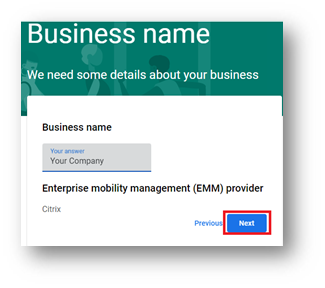 Business name
We need some details about your business
Business name
Your answer
Your Company
Enterprise mobility management (EMM) provider
Citrix
Previous Next